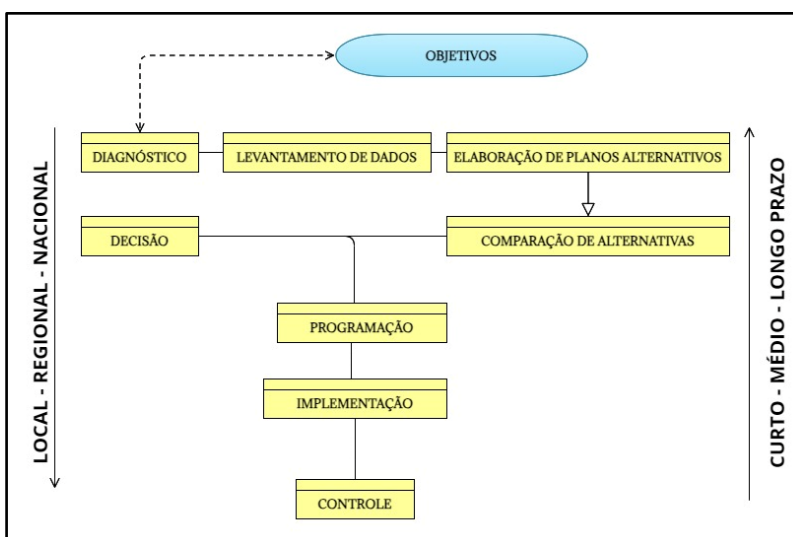 OBJETIVOS
DIAGNÓSTICO
LEVANTAMENTO DE DADOS
ELABORAÇÃO DE PLANOS ALTERNATIVOS
DECISÃO
COMPARAÇÃO DE ALTERNATIVAS
PROGRAMAÇÃO
IMPLEMENTAÇÃO
CONTROLE
LOCAL - REGIONAL - NACIONAL
CURTO - MÉDIO - LONGO PRAZO